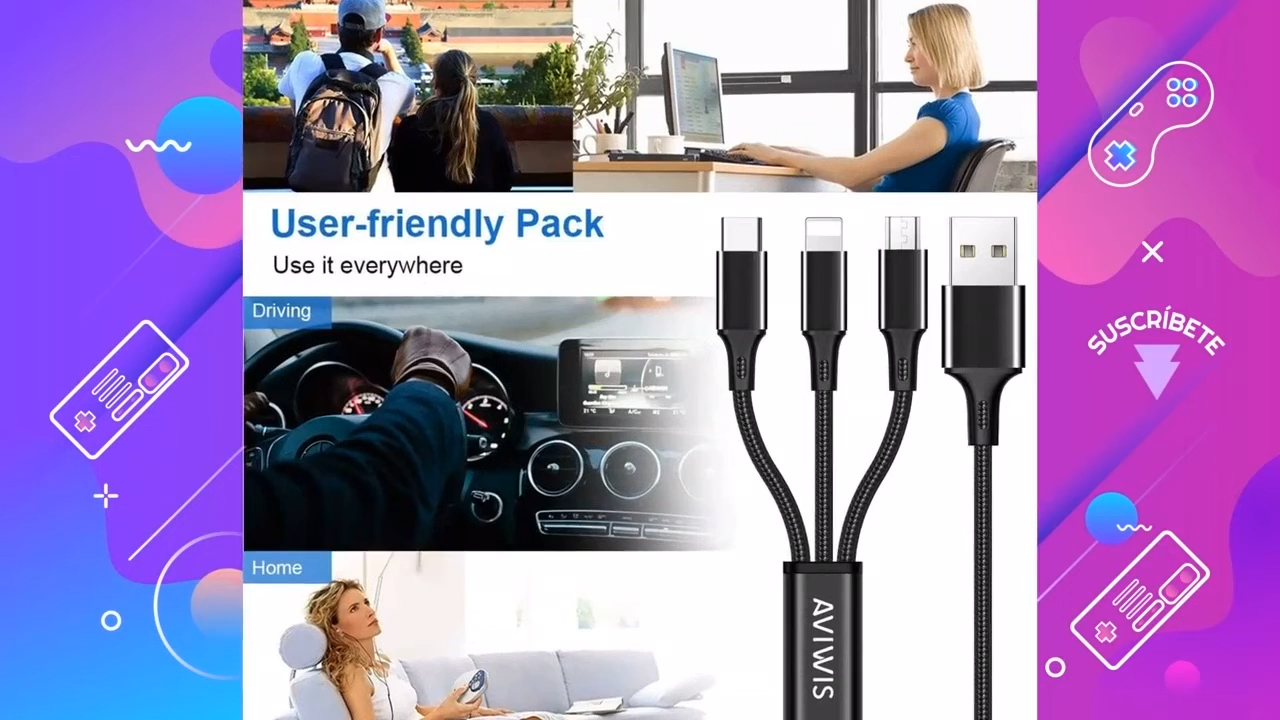 User-friendly Pack
Use it everywhere
Driving
Home
AVIWIS
SUSCRÍBETE